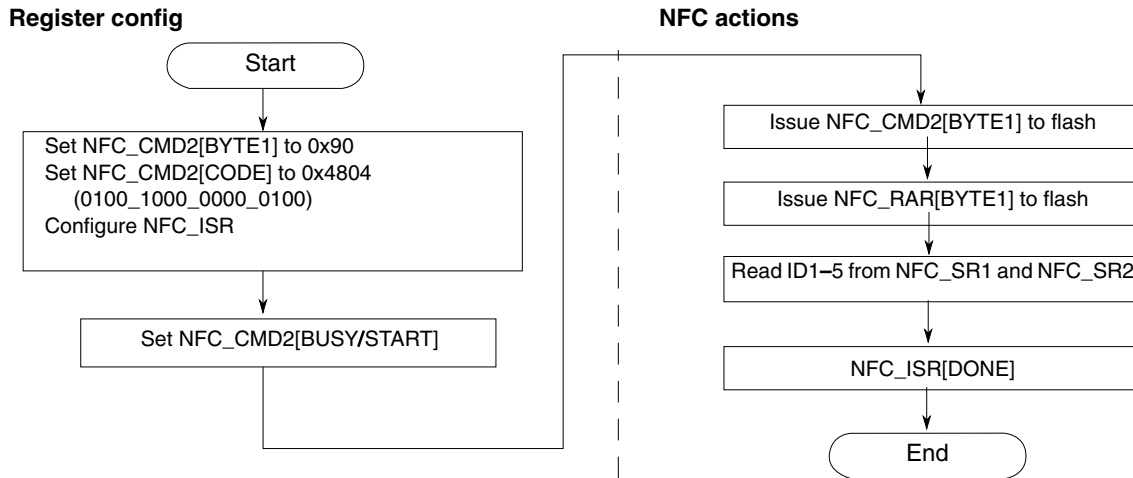 Register config
NFC actions
Start
Set NFC_CMD2[BYTE1] to 0x90
Set NFC_CMD2[CODE] to 0x4804
(0100_1000_0000_0100)
Configure NFC_ISR
Set NFC_CMD2[BUSY/START]
Issue NFC_CMD2[BYTE1] to flash
Issue NFC_RAR[BYTE1] to flash
Read ID1–5 from NFC_SR1 and NFC_SR2
NFC_ISR[DONE]
End